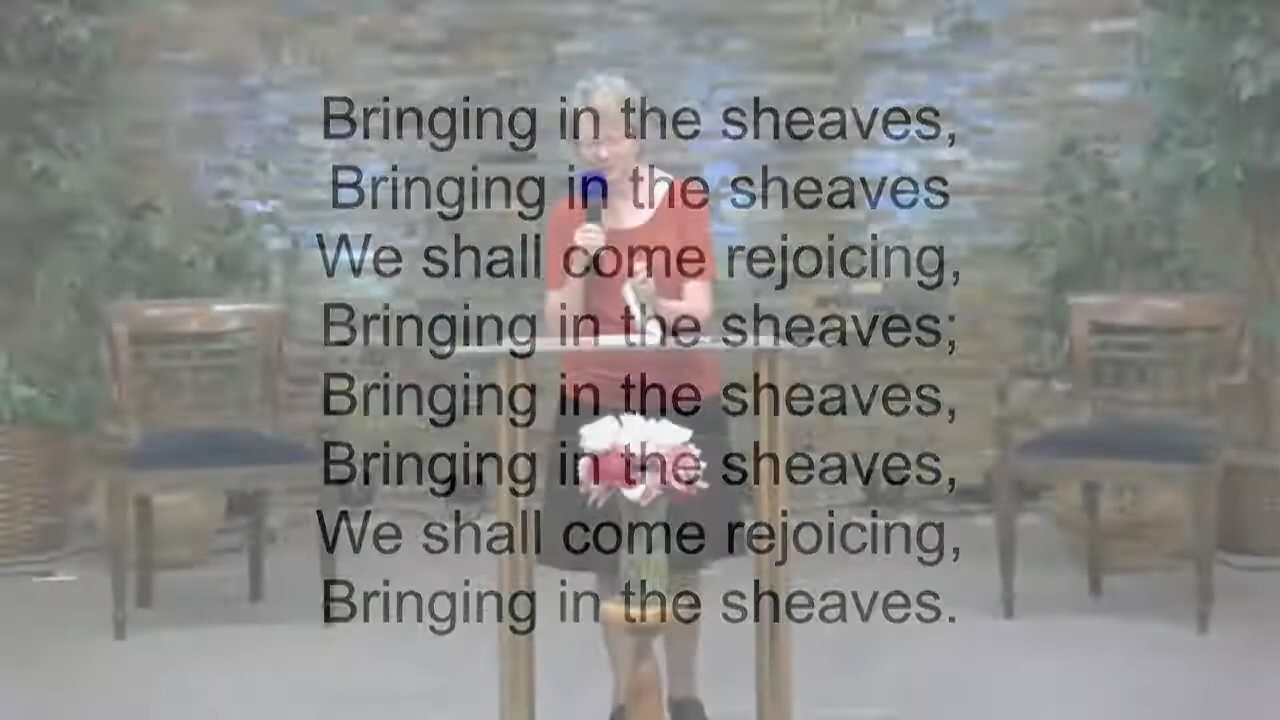 Bringing in the sheaves,
Bringing in the sheaves
We shall come rejoicing,
Bringing in the sheaves;
Bringing in the sheaves,
Bringing in the sheaves,
We shall come rejoicing,
Bringing in the sheaves.